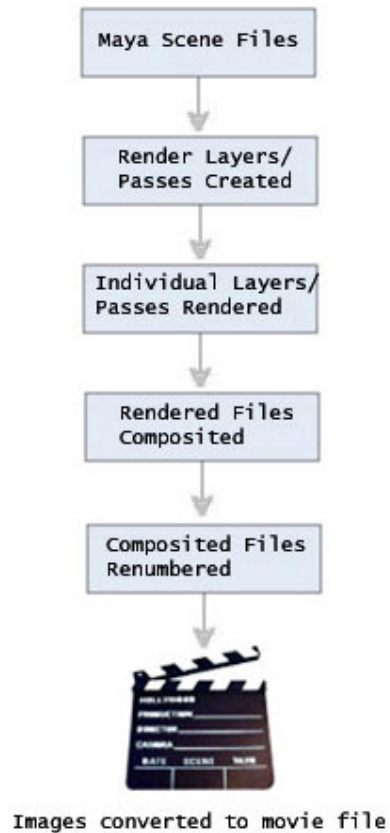 Maya Scene Files
Render Layers/
Passes Created
Individual Layers/
Passes Rendered
Rendered Files
Composited
Composited Files
Renumbered
HOLLYWOOD
PRODUCTION
DIRECTOR
CAMERA
DATE SCENE TAKE
Images converted to movie file